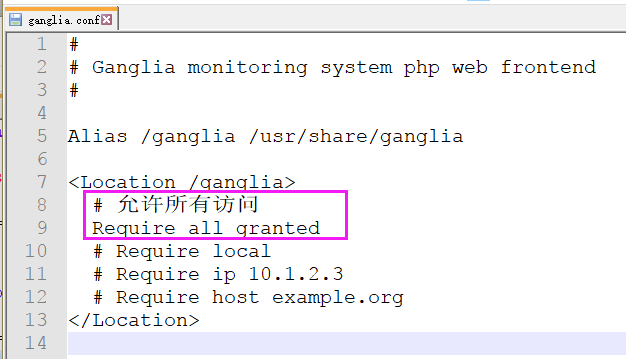 ganglia.conf
1 #
2 # Ganglia monitoring system php web frontend
3 #
4
5 Alias /ganglia /usr/share/ganglia
6
7 <Location /ganglia>
8 # 允许所有访问
9 Require all granted
10 # Require local
11 # Require ip 10.1.2.3
12 # Require host example.org
13 </Location>
14